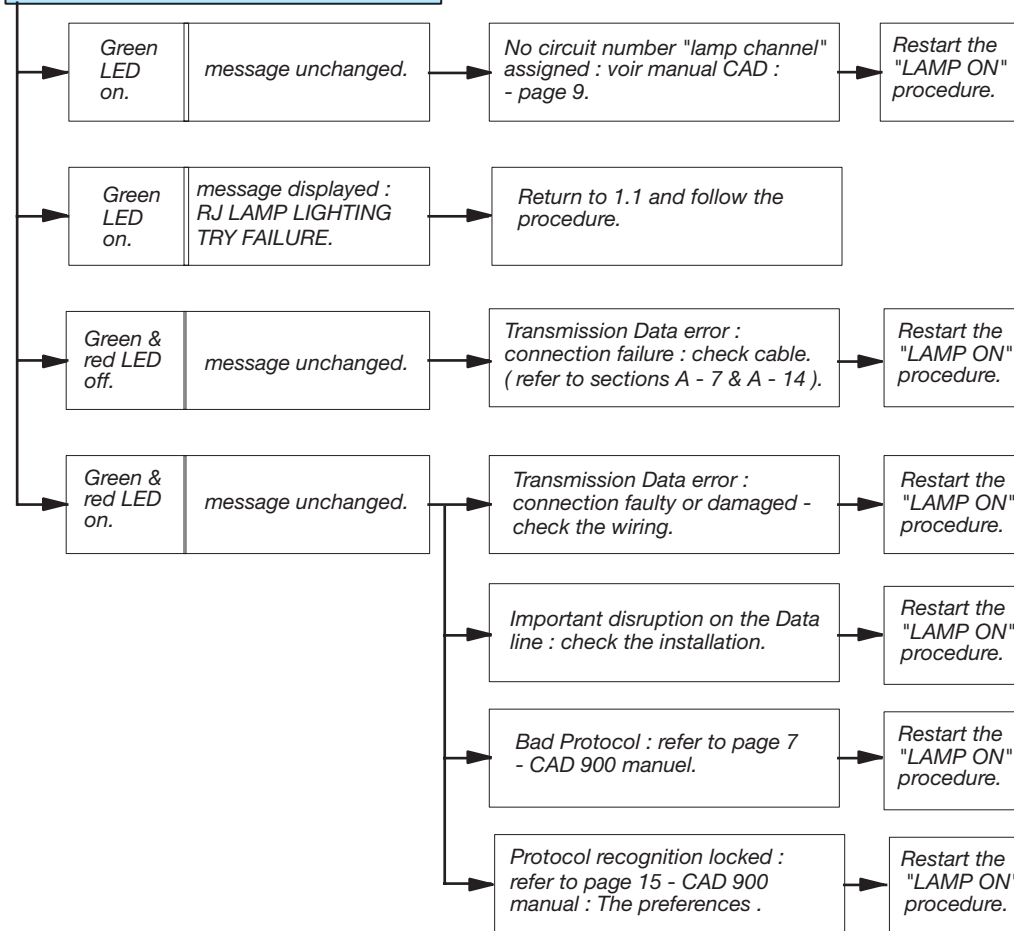 Green
LED
on.
message unchanged.
No circuit number "lamp channel"
assigned : voir manual CAD :
- page 9.
Restart the
"LAMP ON"
procedure.
Green
LED
on.
message displayed :
RJ LAMP LIGHTING
TRY FAILURE.
Return to 1.1 and follow the
procedure.
Green &
red LED
off.
message unchanged.
Transmission Data error :
connection failure : check cable.
( refer to sections A - 7 & A - 14 ).
Restart the
"LAMP ON"
procedure.
Green &
red LED
on.
message unchanged.
Transmission Data error :
connection faulty or damaged -
check the wiring.
Restart the
"LAMP ON"
procedure.
Important disruption on the Data
line : check the installation.
Restart the
"LAMP ON"
procedure.
Bad Protocol : refer to page 7
- CAD 900 manuel.
Restart the
"LAMP ON"
procedure.
Protocol recognition locked :
refer to page 15 - CAD 900
manual : The preferences .
Restart the
"LAMP ON"
procedure.